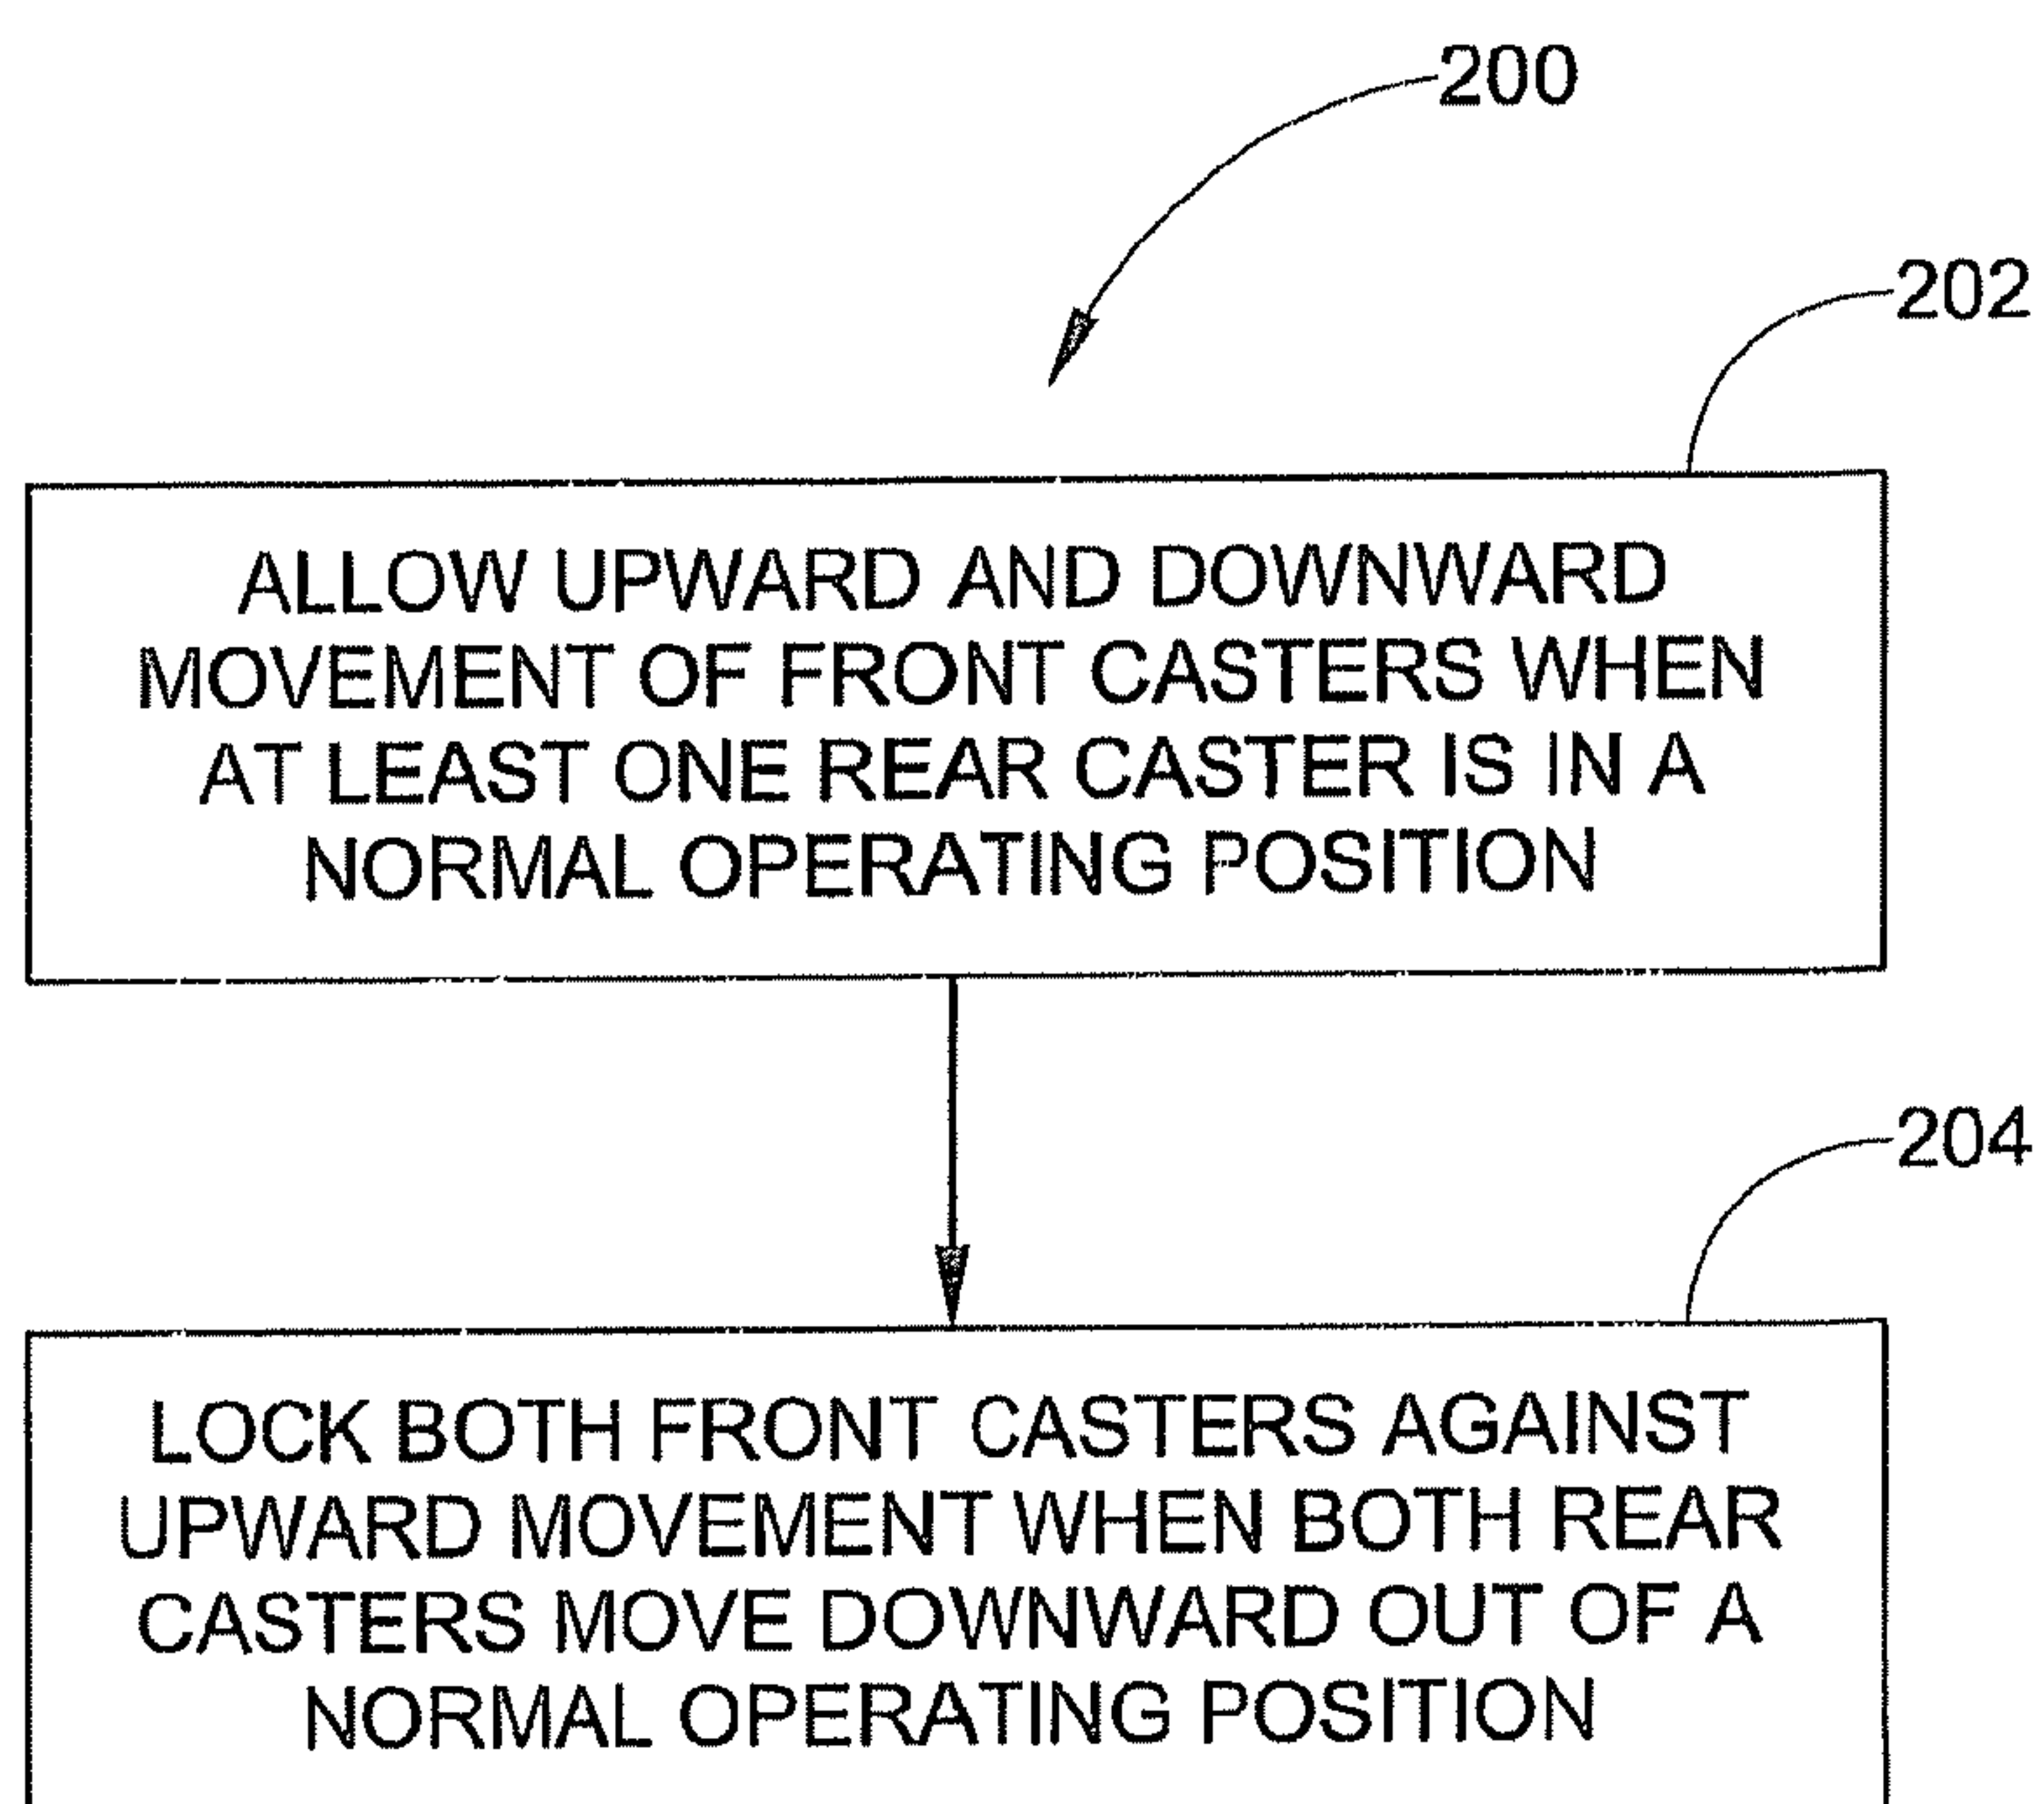 200
202
ALLOW UPWARD AND DOWNWARD
MOVEMENT OF FRONT CASTERS WHEN
AT LEAST ONE REAR CASTER IS IN A
NORMAL OPERATING POSITION
204
LOCK BOTH FRONT CASTERS AGAINST
UPWARD MOVEMENT WHEN BOTH REAR
CASTERS MOVE DOWNWARD OUT OF A
NORMAL OPERATING POSITION